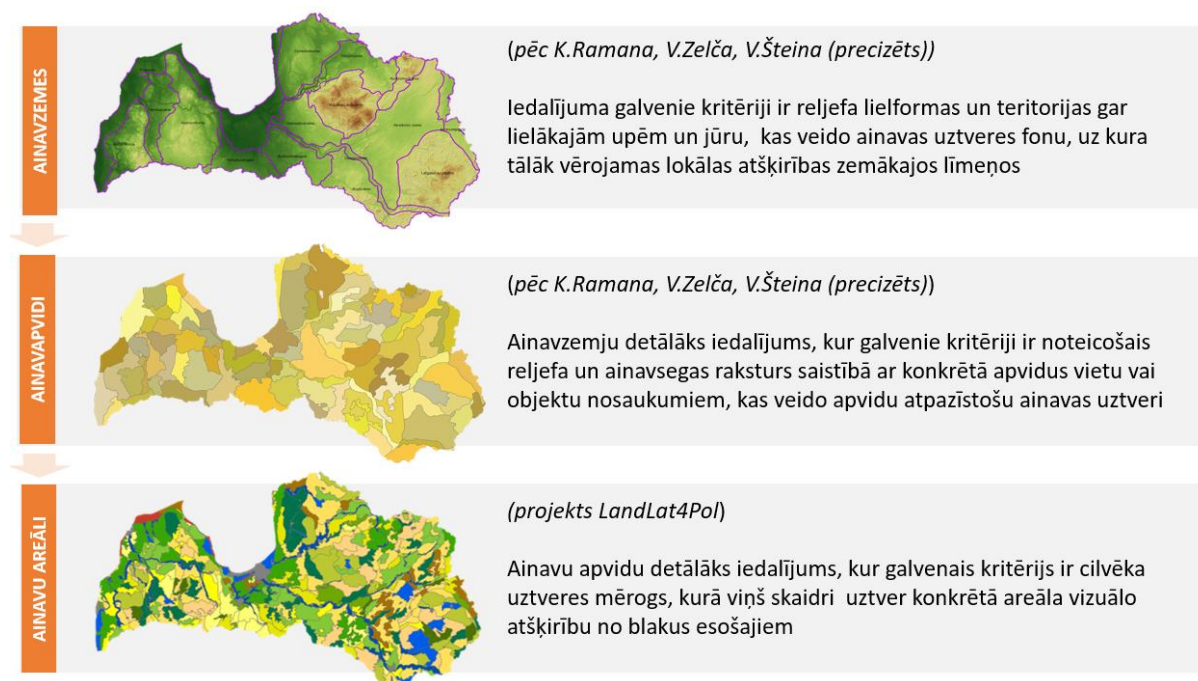 AINAVZEMES
(pēc K.Ramana, V.Zelča, V.Šteina (precizēts))
Iedalījuma galvenie kritēriji ir reljefa lielformas un teritorijas gar
lielākajām upēm un jūru, kas veido ainavas uztveres fonu, uz kura
tālāk vērojamas lokālas atšķirības zemākajos līmeņos
AINAVAPVIDI
(pēc K.Ramana, V.Zelča, V.Šteina (precizēts))
Ainavzemju detālāks iedalījums, kur galvenie kritēriji ir noteicošais
reljefa un ainavsegas raksturs saistībā ar konkrētā apvidus vietu vai
objektu nosaukumiem, kas veido apvidu atpazīstošu ainavas uztveri
AINAVU AREĀLI
(projekts LandLat4Pol)
Ainavu apvidu detālāks iedalījums, kur galvenais kritērijs ir cilvēka
uztveres mērogs, kurā viņš skaidri uztver konkrētā areāla vizuālo
atšķirību no blakus esošajiem